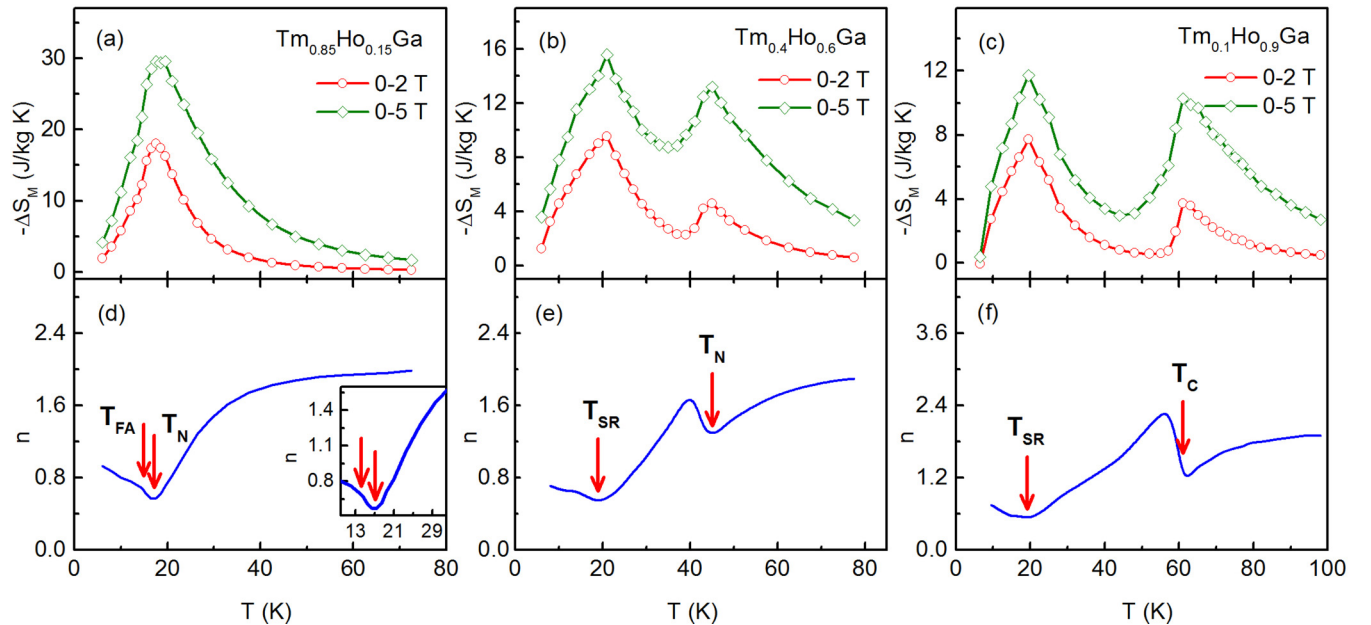 (a) Tm0.85Ho0.15Ga
0-2 T
0-5 T
-ΔSM (J/kg K)
30
20
10
0
(b) Tm0.4Ho0.6Ga
0-2 T
0-5 T
-ΔSM (J/kg K)
16
12
8
4
0
(c) Tm0.1Ho0.9Ga
0-2 T
0-5 T
-ΔSM (J/kg K)
12
8
4
0
(d)
TFA TN
n
2.4
1.6
0.8
0.0
n
1.4
1.1
0.8
13 21 29
0 20 40 60 80
T (K)
(e)
TSR TN
n
2.4
1.6
0.8
0.0
0 20 40 60 80
T (K)
(f)
TSR TC
n
3.6
2.4
1.2
0.0
0 20 40 60 80 100
T (K)